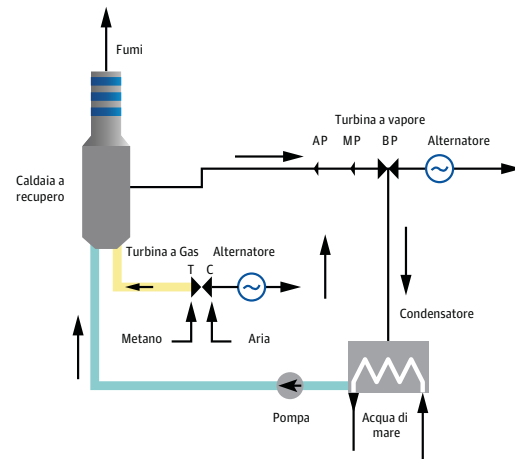 Fumi
Turbina a vapore
AP MP BP Alternatore
Caldaia a
recupero
Turbina a Gas Alternatore
T C
Condensatore
Metano Aria
Pompa
Acqua di
mare